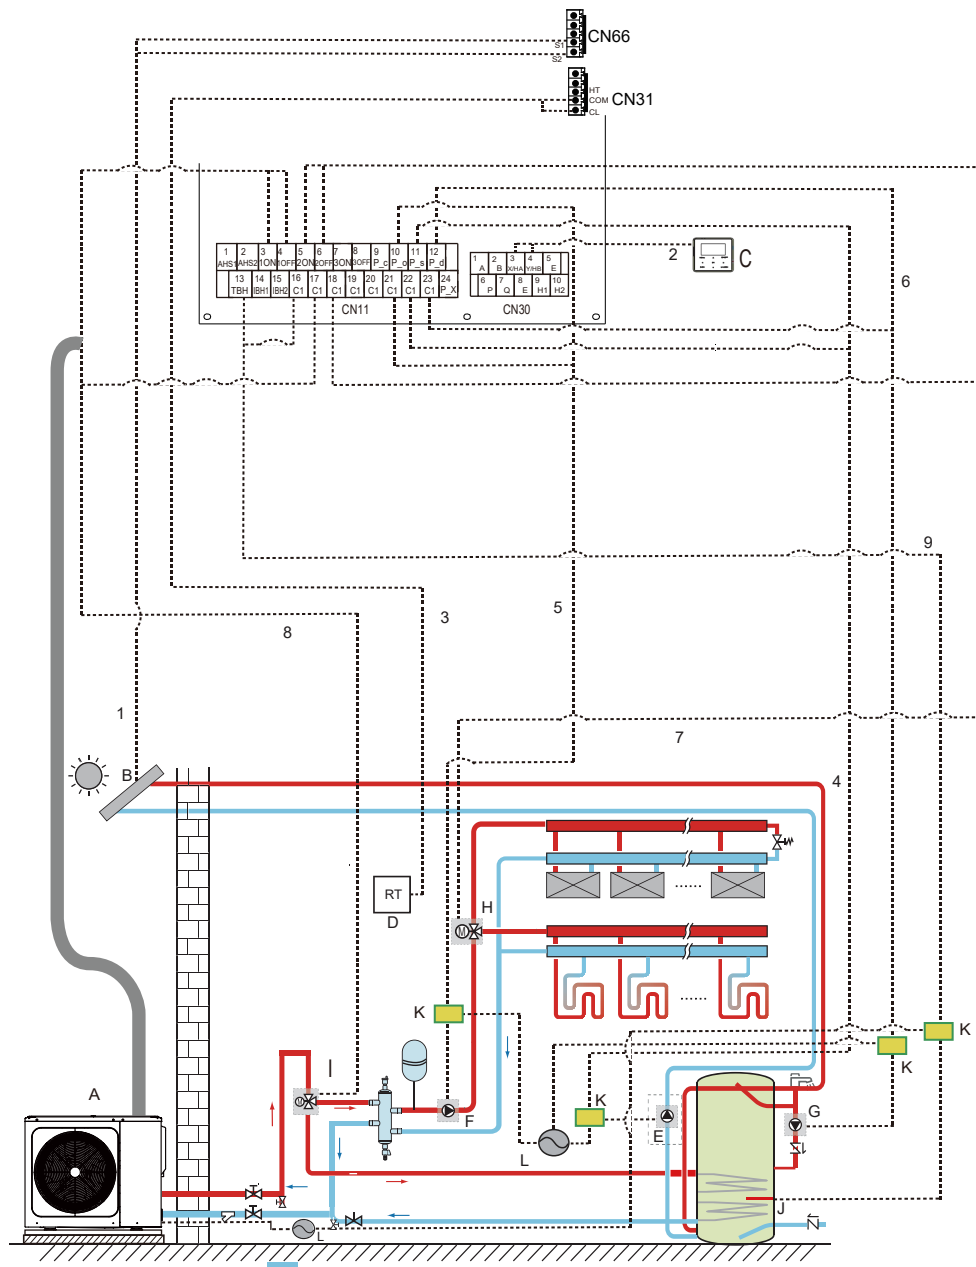 CN66
S1
S2
HT
COM
CL
CN31
1 2 3 4 5 6 7 8 9 10 11 12
AHS1 AHS2 1ON 1OFF 2ON 2OFF 3ON 3OFF P_c P_o P_s P_d
13 14 15 16 17 18 19 20 21 22 23 24
TBH IBH1 IBH2 C1 C1 C1 C1 C1 C1 C1 C1 P_X
CN11
1 2 3 4 5
A B X/HA Y/HB E
6 7 8 9 10
P Q E H1 H2
CN30
2
C
6
9
5
3
8
1
7
B
4
RT
D
H
M
K
K
K
A
I
M
F
K
G
E
L
J
L